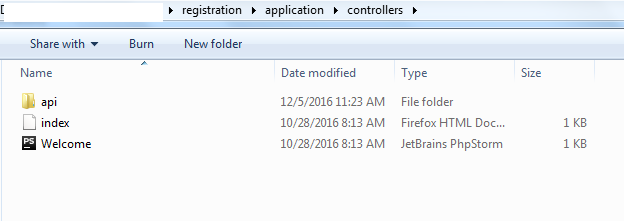 registration ▸ application ▸ controllers ▸
Share with Burn New folder
Name Date modified Type Size
api 12/5/2016 11:23 AM File folder
index 10/28/2016 8:13 AM Firefox HTML Doc... 1 KB
PS Welcome 10/28/2016 8:13 AM JetBrains PhpStorm 1 KB